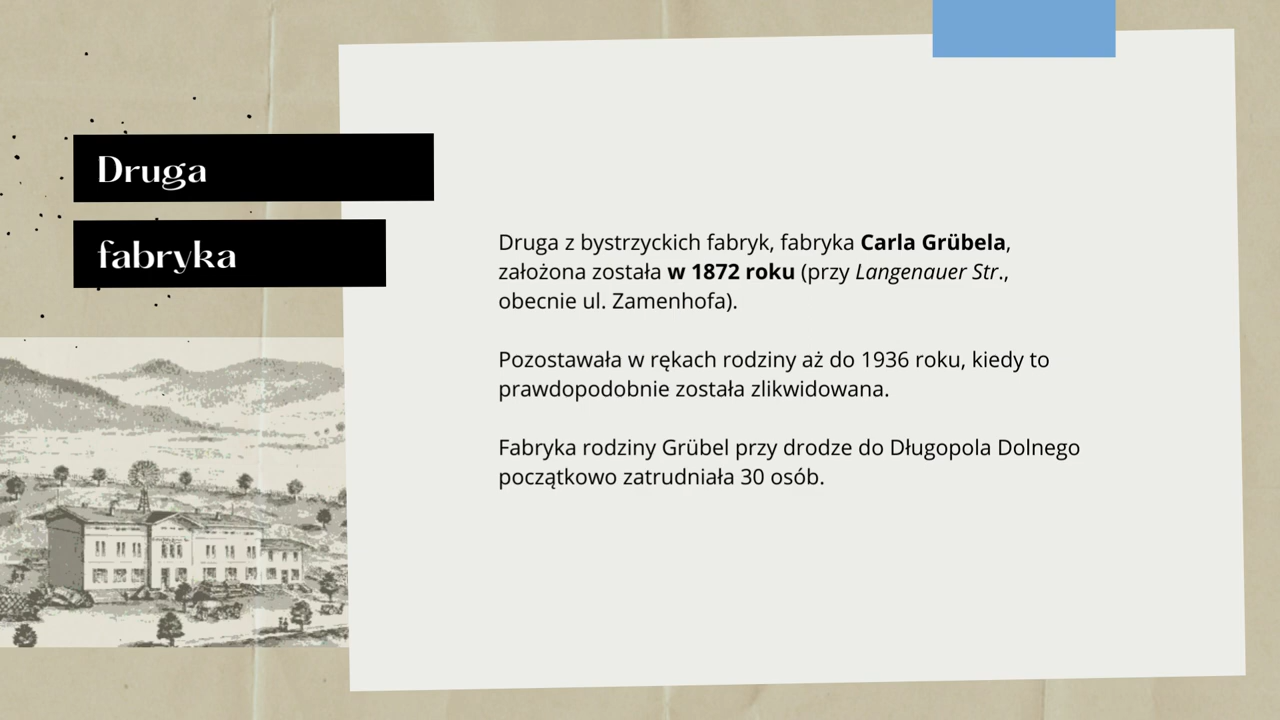 Druga
fabryka
Druga z bystrzyckich fabryk, fabryka Carla Grübela,
założona została w 1872 roku (przy Langenauer Str.,
obecnie ul. Zamenhofa).
Pozostawała w rękach rodziny aż do 1936 roku, kiedy to
prawdopodobnie została zlikwidowana.
Fabryka rodziny Grübel przy drodze do Długopola Dolnego
początkowo zatrudniała 30 osób.